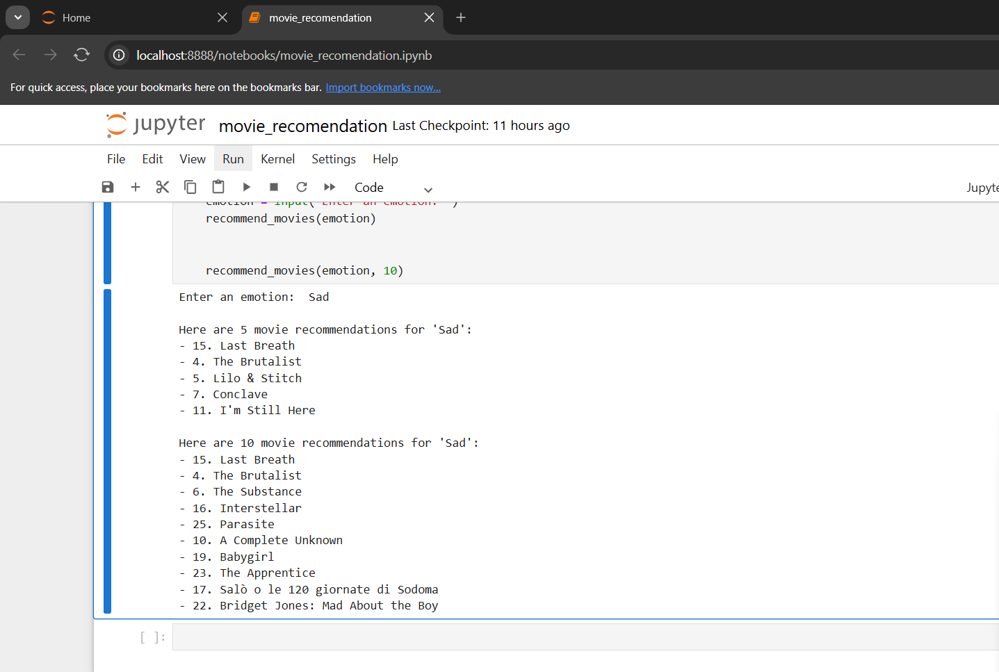 Home
movie_recomendation
localhost:8888/notebooks/movie_recomendation.ipynb
For quick access, place your bookmarks here on the bookmarks bar. Import bookmarks now...
jupyter movie_recomendation Last Checkpoint: 11 hours ago
File Edit View Run Kernel Settings Help
Code
Jupyte
emotion = input("Enter an emotion: ")
recommend_movies(emotion)
recommend_movies(emotion, 10)
Enter an emotion:  Sad
Here are 5 movie recommendations for 'Sad':
- 15. Last Breath
- 4. The Brutalist
- 5. Lilo & Stitch
- 7. Conclave
- 11. I'm Still Here
Here are 10 movie recommendations for 'Sad':
- 15. Last Breath
- 4. The Brutalist
- 6. The Substance
- 16. Interstellar
- 25. Parasite
- 10. A Complete Unknown
- 19. Babygirl
- 23. The Apprentice
- 17. Salò o le 120 giornate di Sodoma
- 22. Bridget Jones: Mad About the Boy
[ ]: